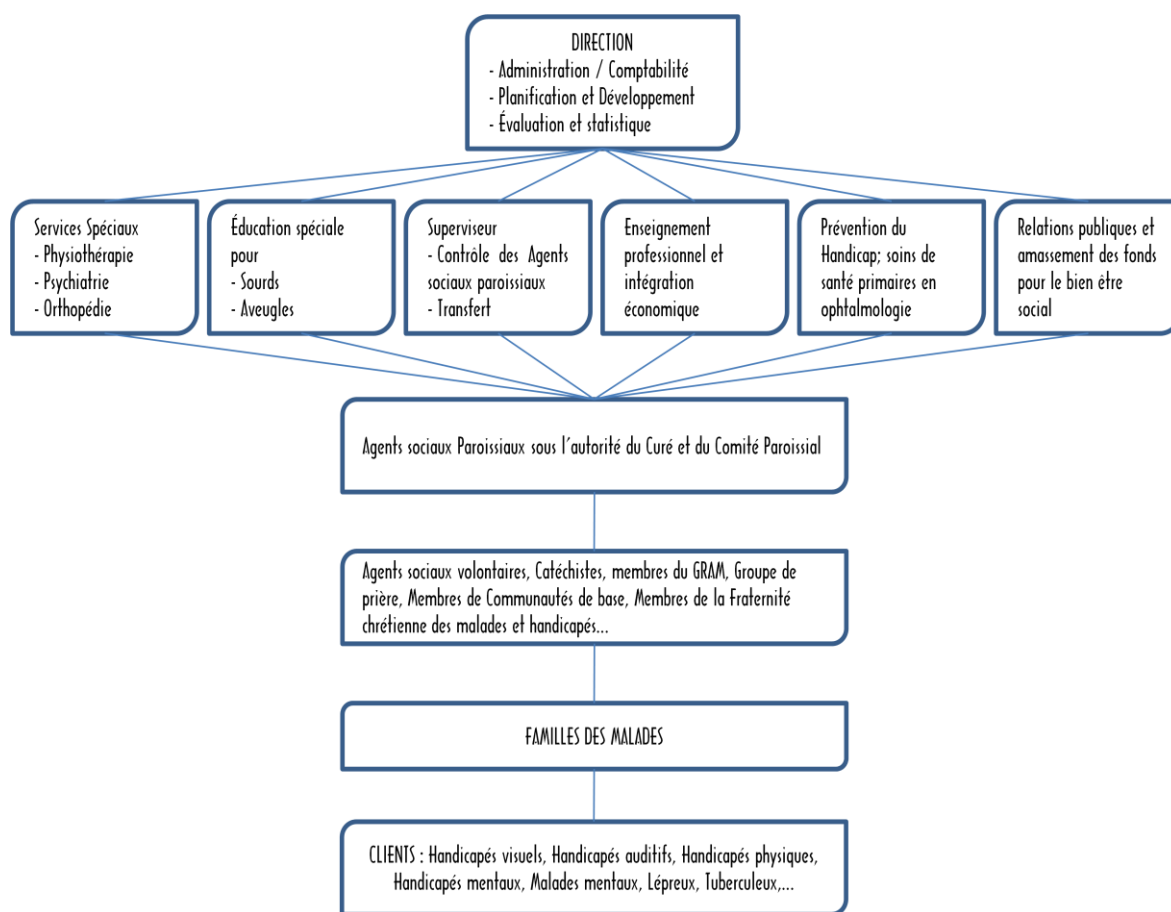 DIRECTION
- Administration / Comptabilité
- Planification et Développement
- Évaluation et statistique
Services Spéciaux
- Physiothérapie
- Psychiatrie
- Orthopédie
Éducation spéciale
pour
- Sourds
- Aveugles
Superviseur
- Contrôle des Agents
sociaux paroissiaux
- Transfert
Enseignement
professionnel et
intégration
économique
Prévention du
Handicap; soins de
santé primaires en
ophtalmologie
Relations publiques et
amassement des fonds
pour le bien être
social
Agents sociaux Paroissiaux sous l´autorité du Curé et du Comité Paroissial
Agents sociaux volontaires, Catéchistes, membres du GRAM, Groupe de
prière, Membres de Communautés de base, Membres de la Fraternité
chrétienne des malades et handicapés...
FAMILLES DES MALADES
CLIENTS : Handicapés visuels, Handicapés auditifs, Handicapés physiques,
Handicapés mentaux, Malades mentaux, Lépreux, Tuberculeux,...